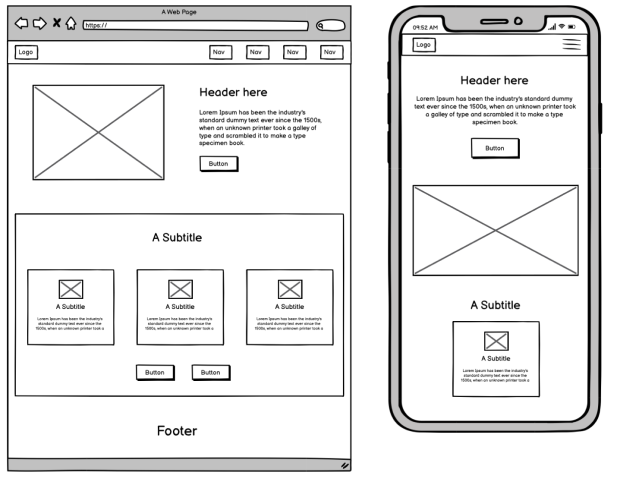 A Web Page
https://
Logo
Nav
Nav
Nav
Nav
Header here
Lorem Ipsum has been the industry's
standard dummy text ever since the 1500s,
when an unknown printer took a galley of
type and scrambled it to make a type
specimen book.
Button
A Subtitle
A Subtitle
Lorem Ipsum has been the industry's
standard dummy text ever since the
1500s, when an unknown printer took a
A Subtitle
Lorem Ipsum has been the industry's
standard dummy text ever since the
1500s, when an unknown printer took a
A Subtitle
Lorem Ipsum has been the industry's
standard dummy text ever since the
1500s, when an unknown printer took a
Button
Button
Footer
09:52 AM
Logo
Header here
Lorem Ipsum has been the industry's standard dummy
text ever since the 1500s, when an unknown printer took
a galley of type and scrambled it to make a type
specimen book.
Button
A Subtitle
A Subtitle
Lorem Ipsum has been the industry's
standard dummy text ever since the
1500s, when an unknown printer took a